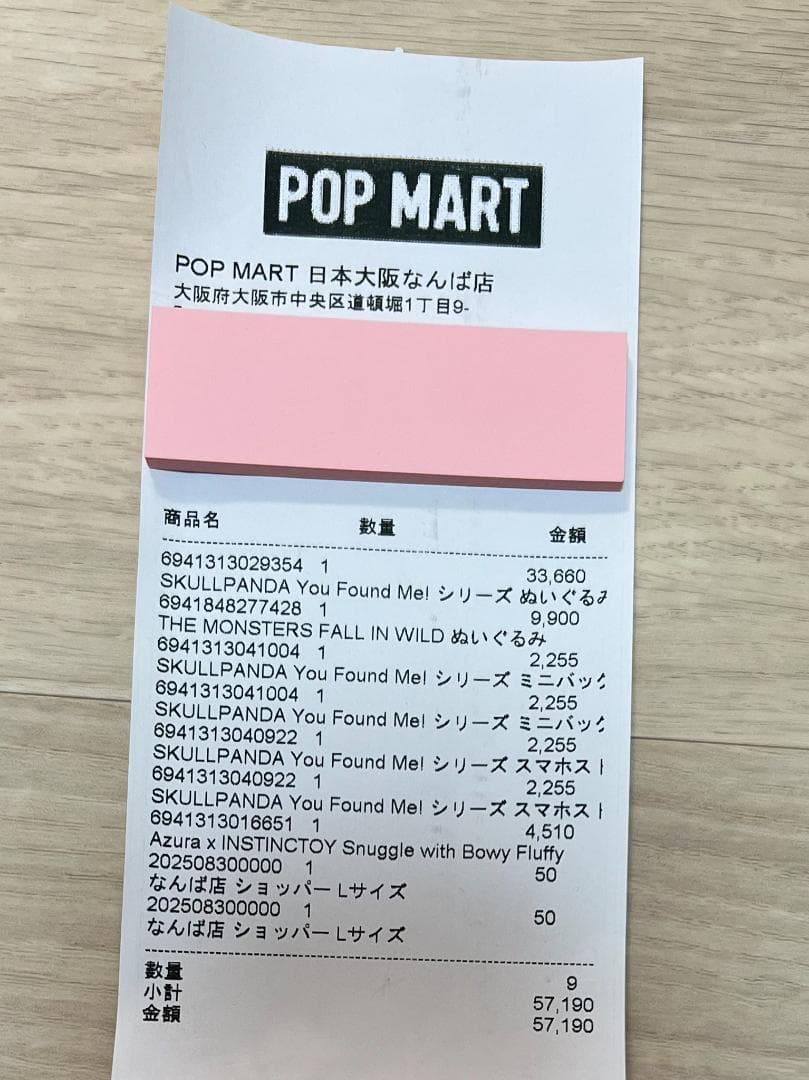 POP MART
POP MART 日本大阪なんば店
大阪府大阪市中央区道頓堀1丁目9-
商品名 数量 金額
6941313029354 1 33,660
SKULLPANDA You Found Me! シリーズ ぬいぐるみ
6941848277428 1 9,900
THE MONSTERS FALL IN WILD ぬいぐるみ
6941313041004 1 2,255
SKULLPANDA You Found Me! シリーズ ミニバッグ
6941313041004 1 2,255
SKULLPANDA You Found Me! シリーズ ミニバッグ
6941313040922 1 2,255
SKULLPANDA You Found Me! シリーズ スマホスト
6941313040922 1 2,255
SKULLPANDA You Found Me! シリーズ スマホスト
6941313016651 1 4,510
Azura x INSTINCTOY Snuggle with Bowy Fluffy
202508300000 1 50
なんば店 ショッパー Lサイズ
202508300000 1 50
なんば店 ショッパー Lサイズ
数量 9
小計 57,190
金額 57,190